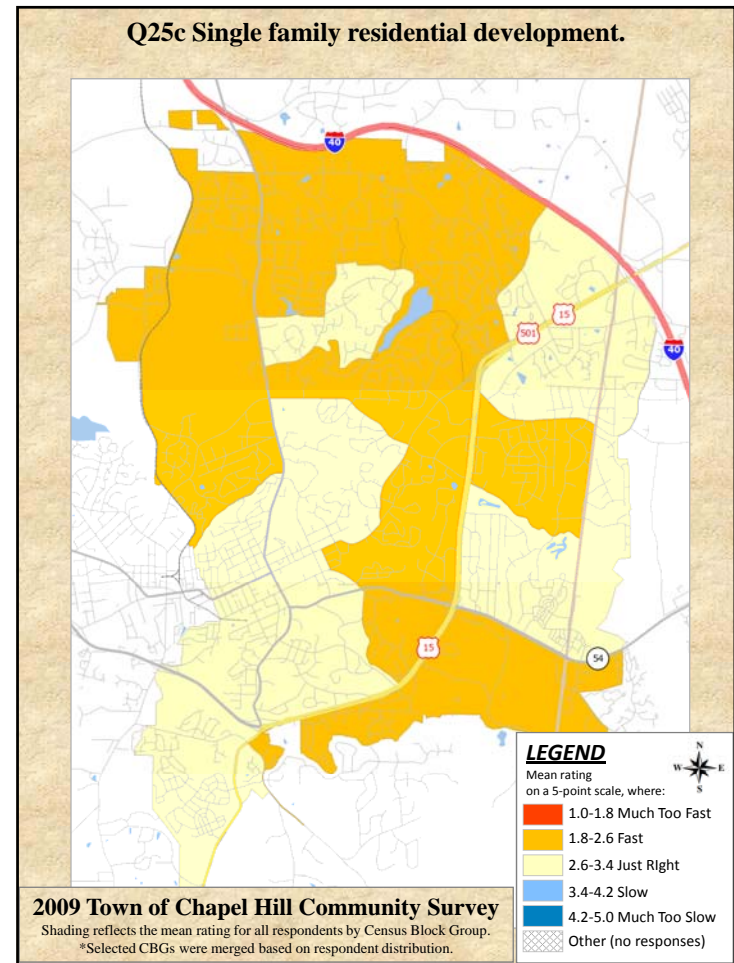 Q25c Single family residential development.
40
15
501
40
15
54
LEGEND
Mean rating
on a 5-point scale, where:
N
W E
S
1.0-1.8 Much Too Fast
1.8-2.6 Fast
2.6-3.4 Just RIght
3.4-4.2 Slow
4.2-5.0 Much Too Slow
Other (no responses)
2009 Town of Chapel Hill Community Survey
Shading reflects the mean rating for all respondents by Census Block Group.
*Selected CBGs were merged based on respondent distribution.